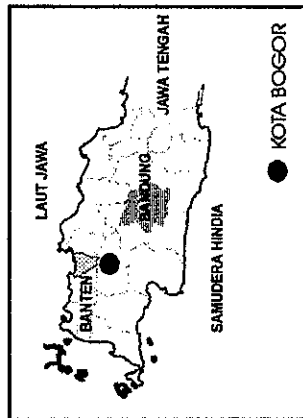 LAUT JAWA
BANTEN
BANDUNG
JAWA TENGAH
SAMUDERA HINDIA
KOTA BOGOR